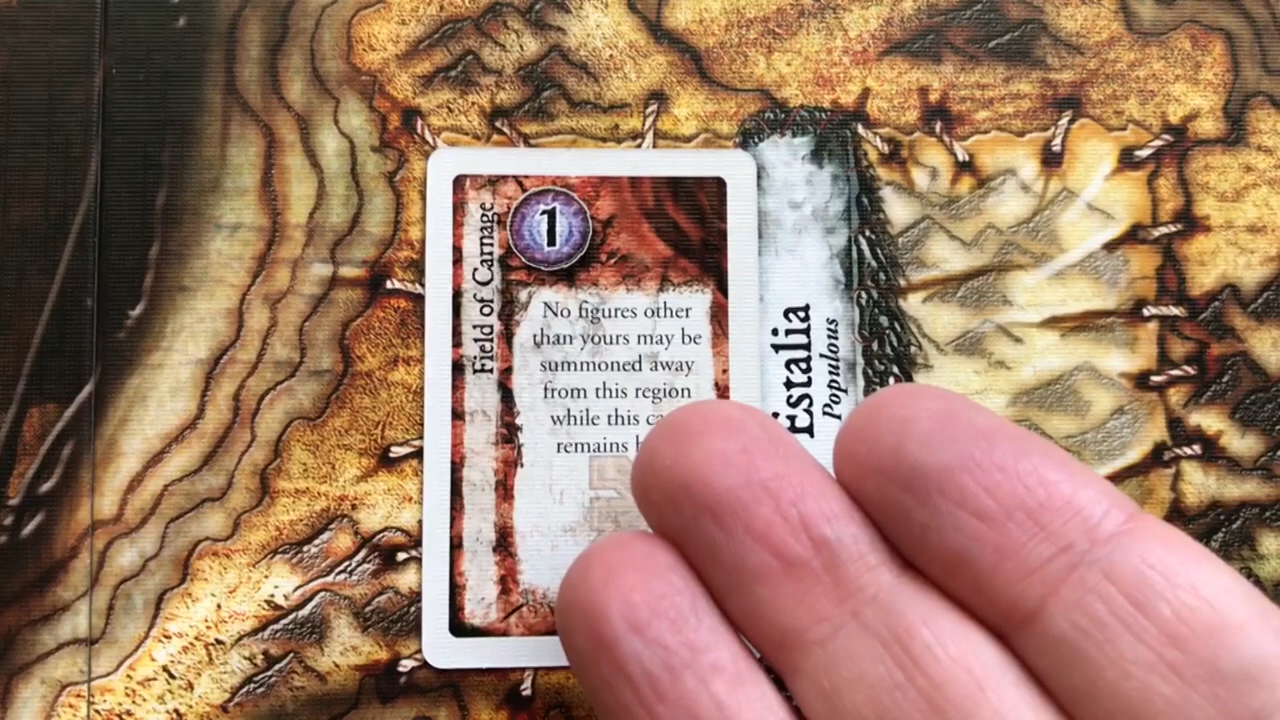 Field of Carnage
1
No figures other
than yours may be
summoned away
from this region
while this
remains
Estalia
Populous